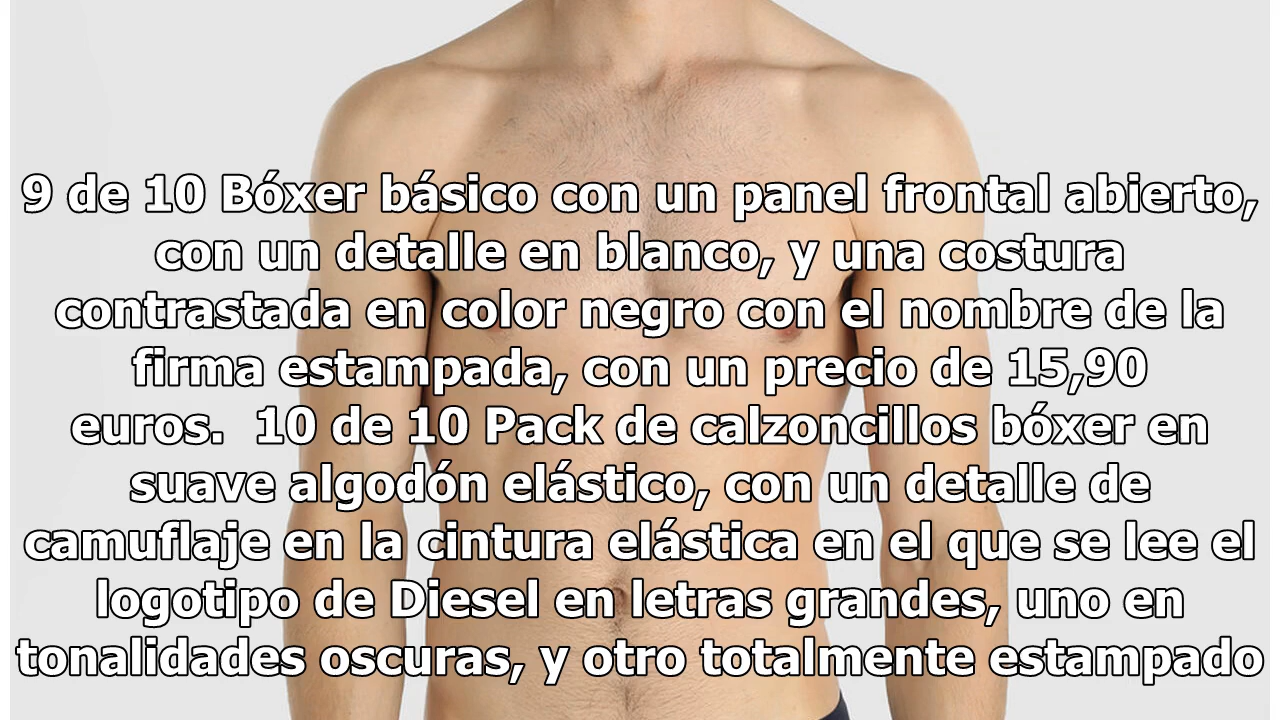 9 de 10 Bóxer básico con un panel frontal abierto,
con un detalle en blanco, y una costura
contrastada en color negro con el nombre de la
firma estampada, con un precio de 15,90
euros.  10 de 10 Pack de calzoncillos bóxer en
suave algodón elástico, con un detalle de
camuflaje en la cintura elástica en el que se lee el
logotipo de Diesel en letras grandes, uno en
tonalidades oscuras, y otro totalmente estampado